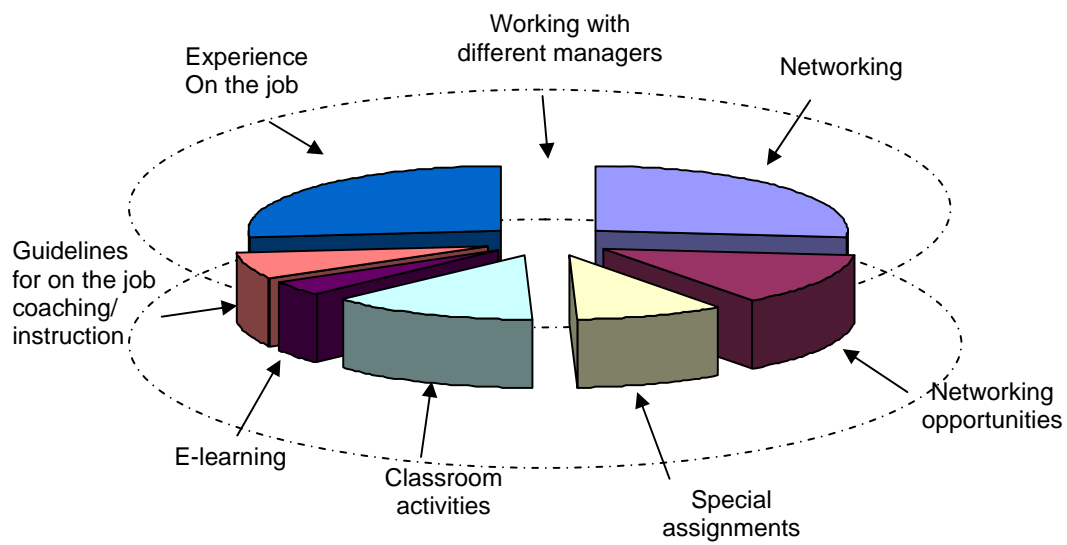 Working with
different managers
Experience
On the job
Networking
Guidelines
for on the job
coaching/
instruction
Networking
opportunities
E-learning
Classroom
activities
Special
assignments